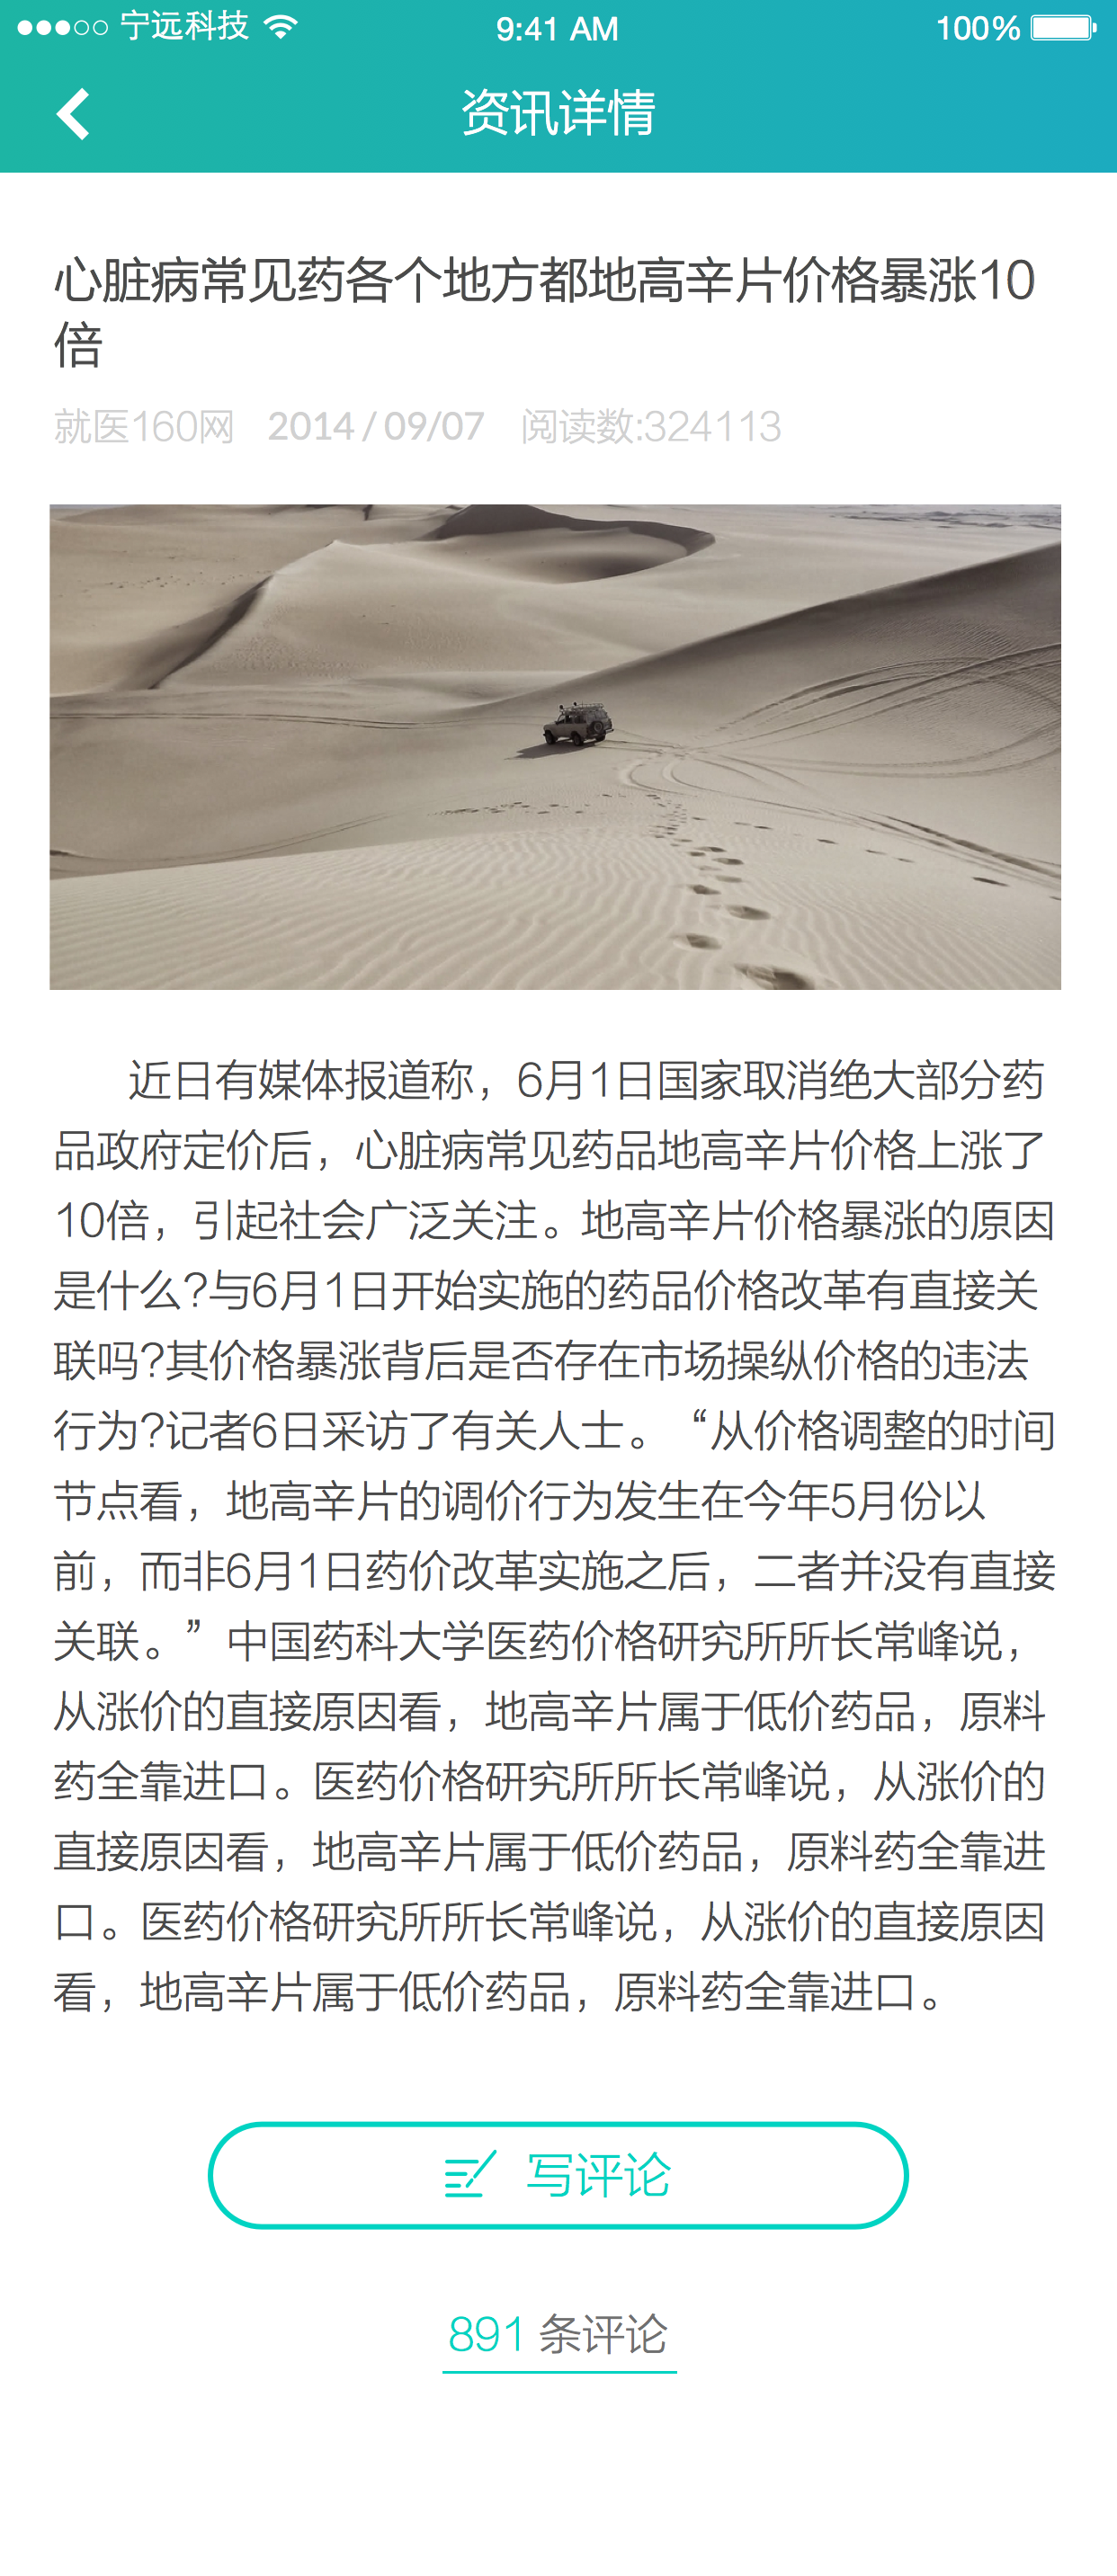 宁远科技 9:41 AM 100%
资讯详情
心脏病常见药各个地方都地高辛片价格暴涨10
倍
就医160网 2014 / 09/07 阅读数:324113
近日有媒体报道称，6月1日国家取消绝大部分药
品政府定价后，心脏病常见药品地高辛片价格上涨了
10倍，引起社会广泛关注。地高辛片价格暴涨的原因
是什么?与6月1日开始实施的药品价格改革有直接关
联吗?其价格暴涨背后是否存在市场操纵价格的违法
行为?记者6日采访了有关人士。“从价格调整的时间
节点看，地高辛片的调价行为发生在今年5月份以
前，而非6月1日药价改革实施之后，二者并没有直接
关联。”中国药科大学医药价格研究所所长常峰说，
从涨价的直接原因看，地高辛片属于低价药品，原料
药全靠进口。医药价格研究所所长常峰说，从涨价的
直接原因看，地高辛片属于低价药品，原料药全靠进
口。医药价格研究所所长常峰说，从涨价的直接原因
看，地高辛片属于低价药品，原料药全靠进口。
写评论
891 条评论